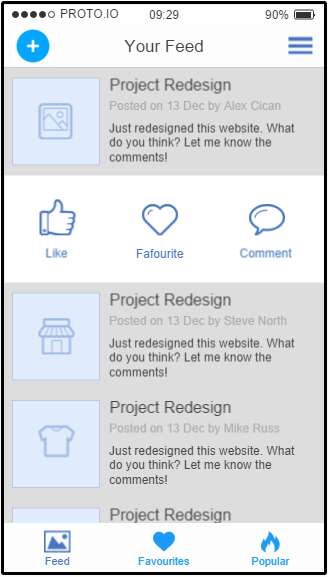 PROTO.IO 09:29 90%
Your Feed
Project Redesign
Posted on 13 Dec by Alex Cican
Just redesigned this website. What
do you think? Let me know the
comments!
Like Fafourite Comment
Project Redesign
Posted on 13 Dec by Steve North
Just redesigned this website. What
do you think? Let me know the
comments!
Project Redesign
Posted on 13 Dec by Mike Russ
Just redesigned this website. What
do you think? Let me know the
comments!
Project Redesign
Feed Favourites Popular